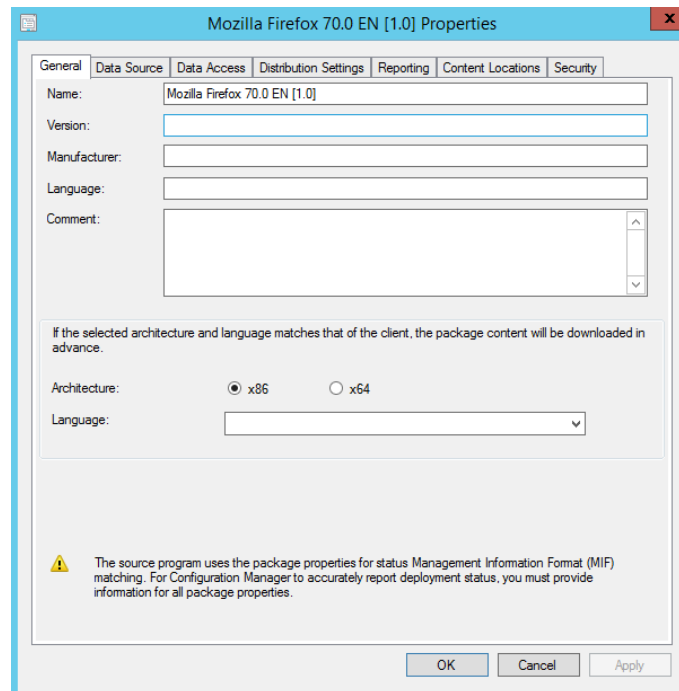 Mozilla Firefox 70.0 EN [1.0] Properties
x
General Data Source Data Access Distribution Settings Reporting Content Locations Security
Name: Mozilla Firefox 70.0 EN [1.0]
Version:
Manufacturer:
Language:
Comment:
If the selected architecture and language matches that of the client, the package content will be downloaded in
advance.
Architecture: x86 x64
Language:
The source program uses the package properties for status Management Information Format (MIF)
matching. For Configuration Manager to accurately report deployment status, you must provide
information for all package properties.
OK Cancel Apply